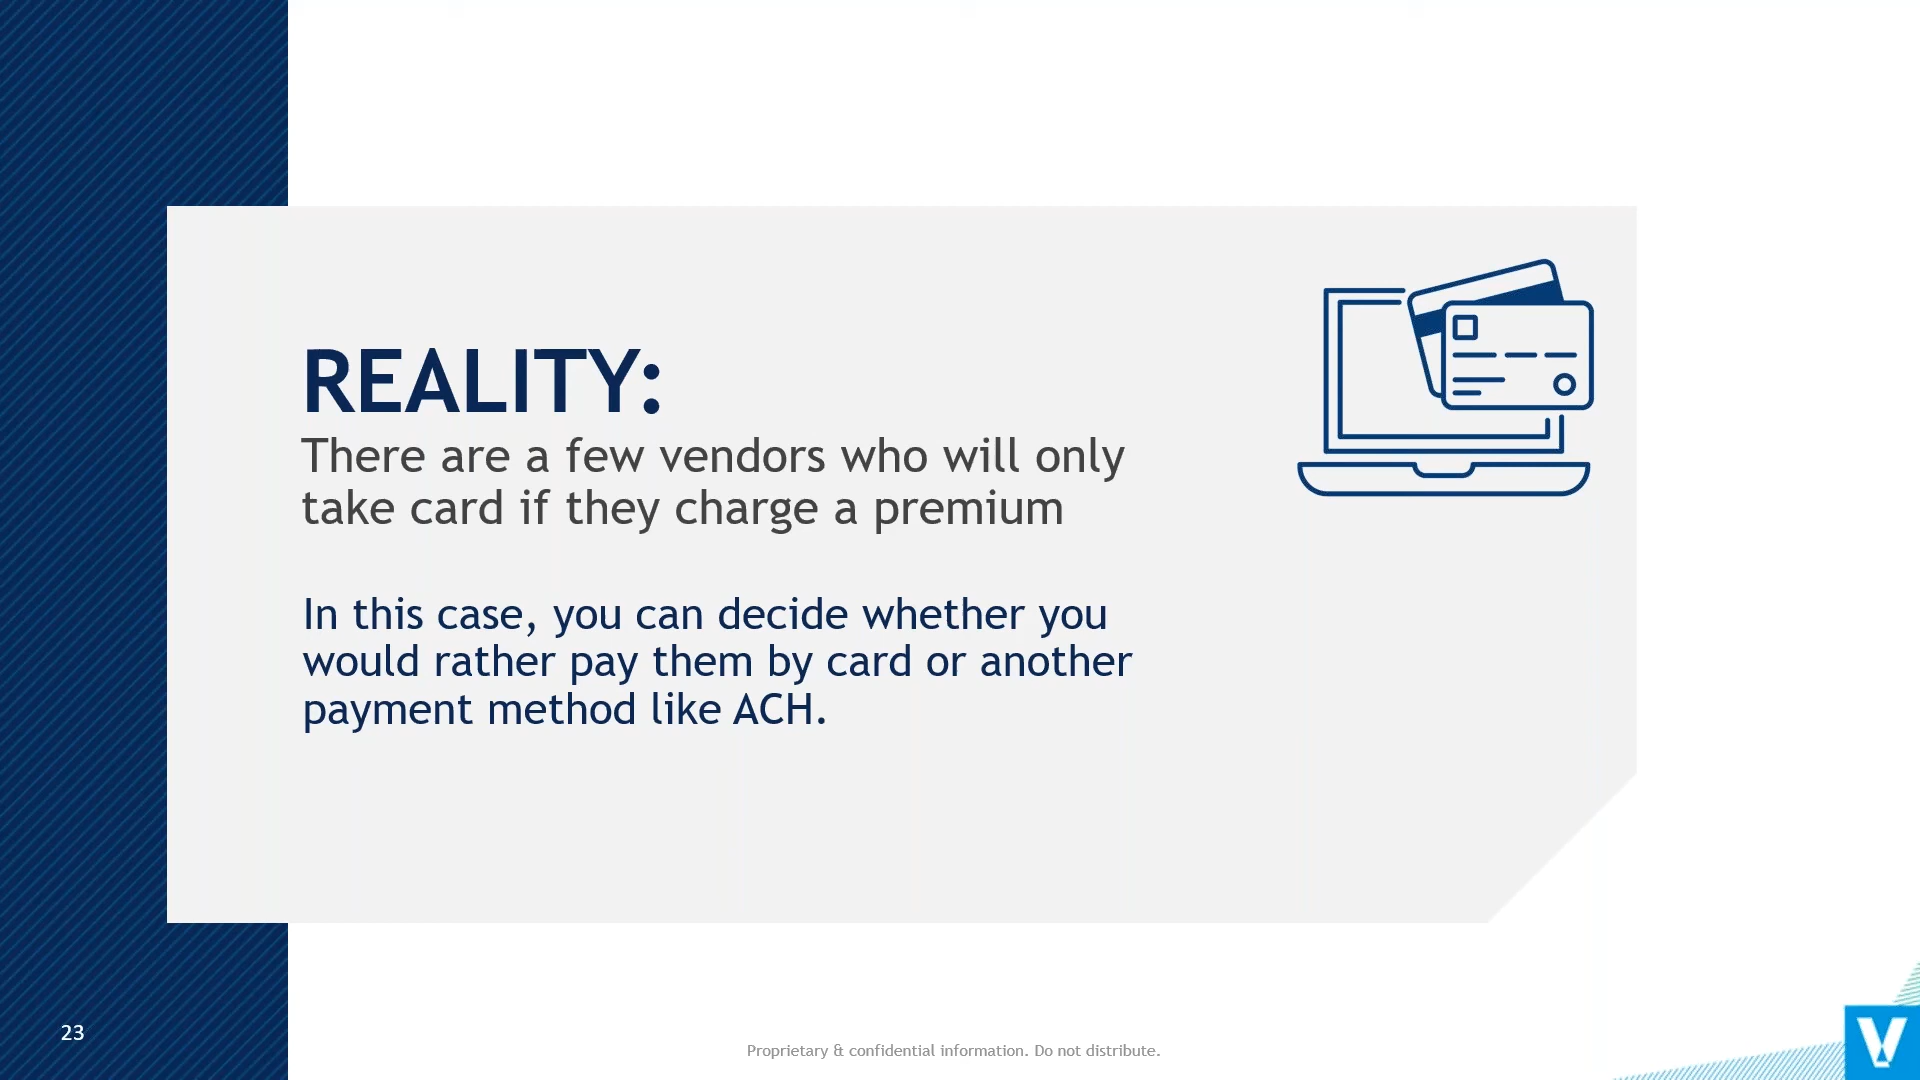 REALITY:
There are a few vendors who will only
take card if they charge a premium
In this case, you can decide whether you
would rather pay them by card or another
payment method like ACH.
23
Proprietary & confidential information. Do not distribute.